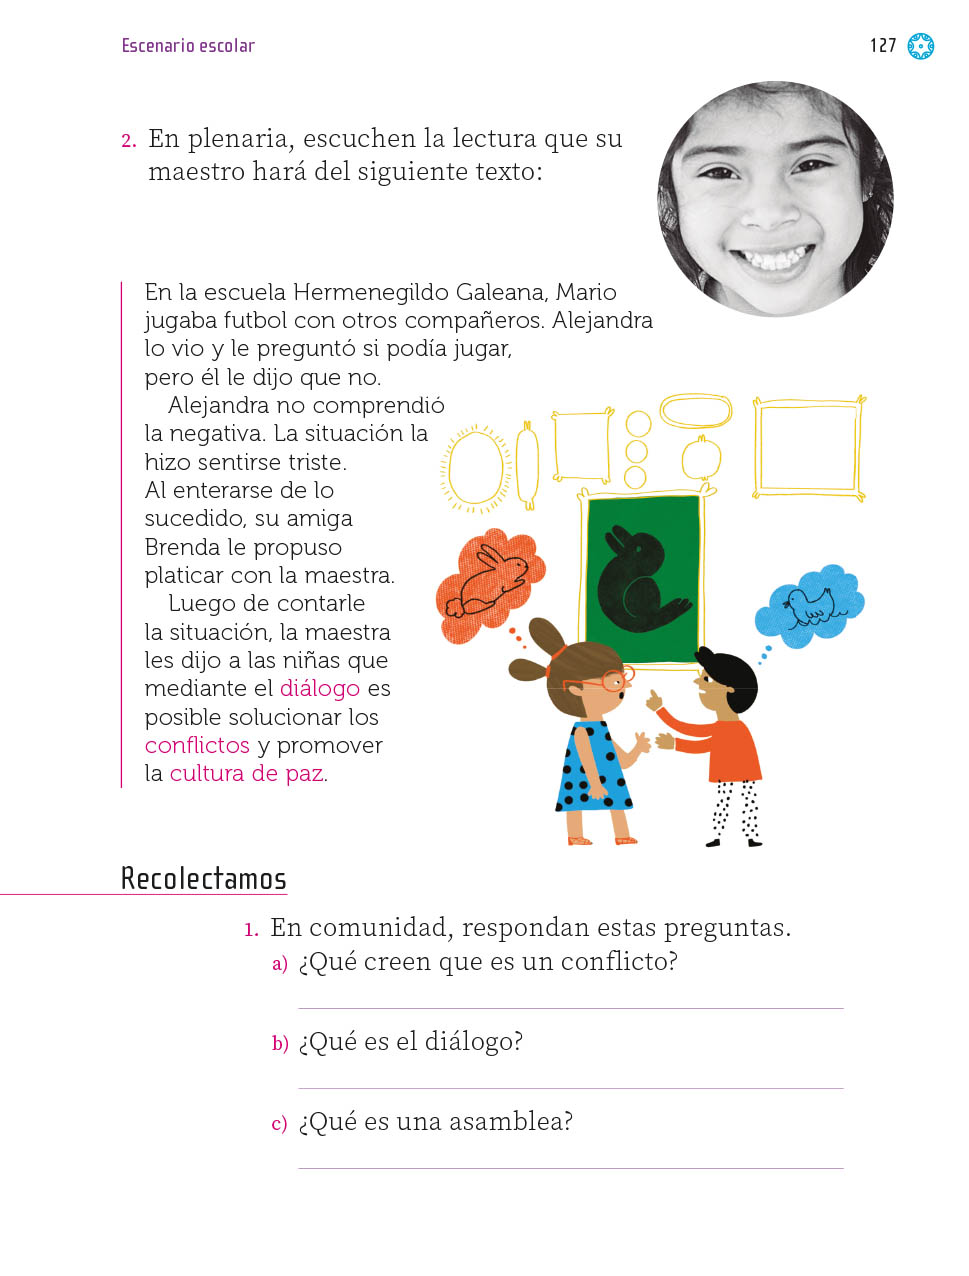 Escenario escolar
127
2. En plenaria, escuchen la lectura que su
maestro hará del siguiente texto:
En la escuela Hermenegildo Galeana, Mario
jugaba futbol con otros compañeros. Alejandra
lo vio y le preguntó si podía jugar,
pero él le dijo que no.
Alejandra no comprendió
la negativa. La situación la
hizo sentirse triste.
Al enterarse de lo
sucedido, su amiga
Brenda le propuso
platicar con la maestra.
Luego de contarle
la situación, la maestra
les dijo a las niñas que
mediante el diálogo es
posible solucionar los
conflictos y promover
la cultura de paz.
Recolectamos
1. En comunidad, respondan estas preguntas.
a) ¿Qué creen que es un conflicto?
b) ¿Qué es el diálogo?
c) ¿Qué es una asamblea?